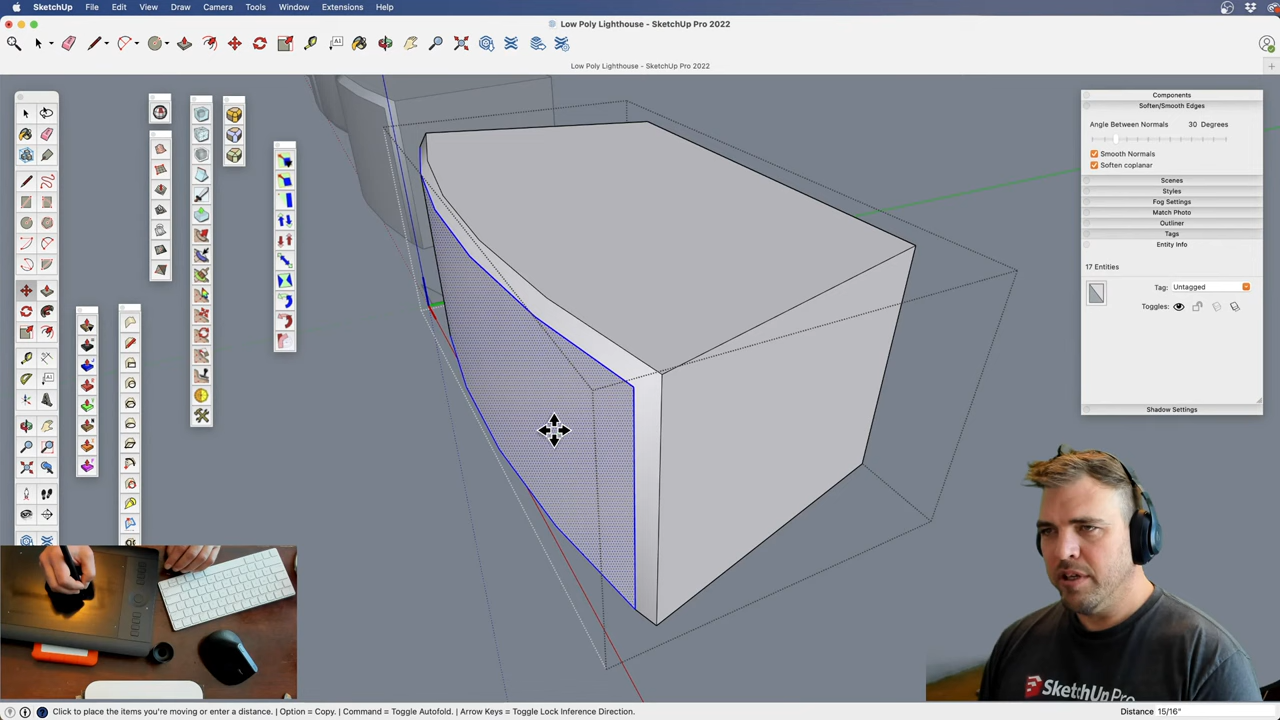 SketchUp File Edit View Draw Camera Tools Window Extensions Help
Low Poly Lighthouse - SketchUp Pro 2022
Low Poly Lighthouse - SketchUp Pro 2022
Components
Soften/Smooth Edges
Angle Between Normals 30 Degrees
Smooth Normals
Soften coplanar
Scenes
Styles
Fog Settings
Match Photo
Outliner
Tags
Entity Info
17 Entities
Tag: Untagged
Toggles:
Shadow Settings
SketchUp Pro
Click to place the items you're moving or enter a distance. | Option = Copy. | Command = Toggle Autofold. | Arrow Keys = Toggle Lock Inference Direction.
Distance 15/16"